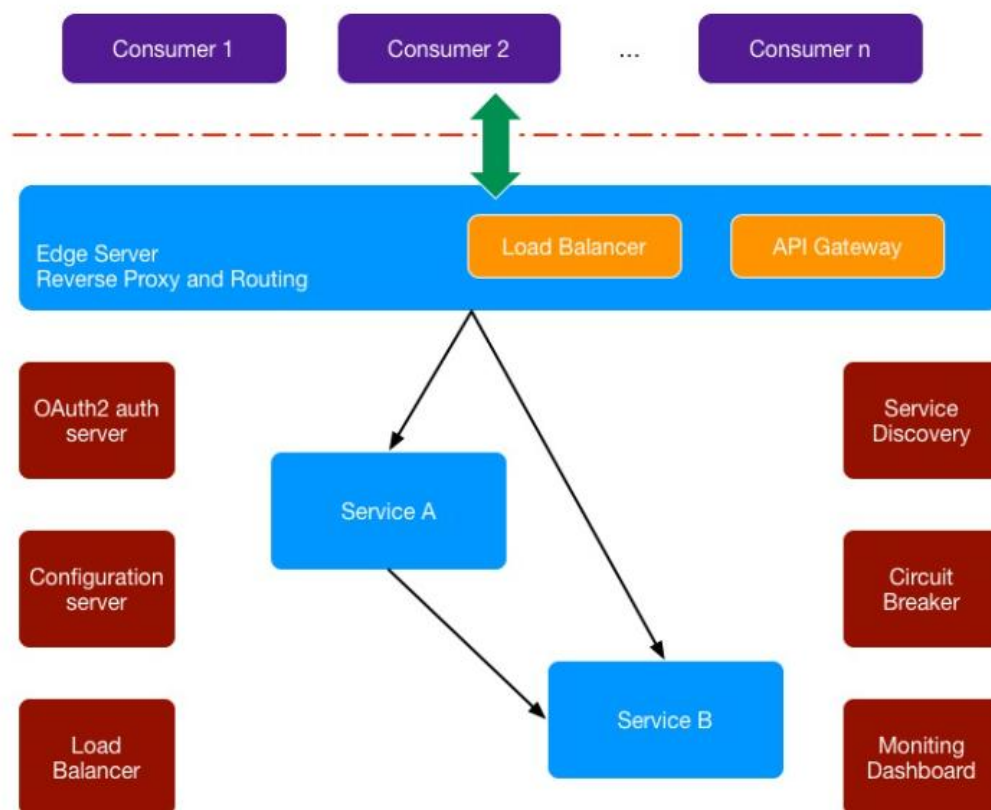 Consumer 1
Consumer 2
...
Consumer n
Edge Server
Reverse Proxy and Routing
Load Balancer
API Gateway
OAuth2 auth
server
Service
Discovery
Service A
Configuration
server
Circuit
Breaker
Service B
Load
Balancer
Moniting
Dashboard